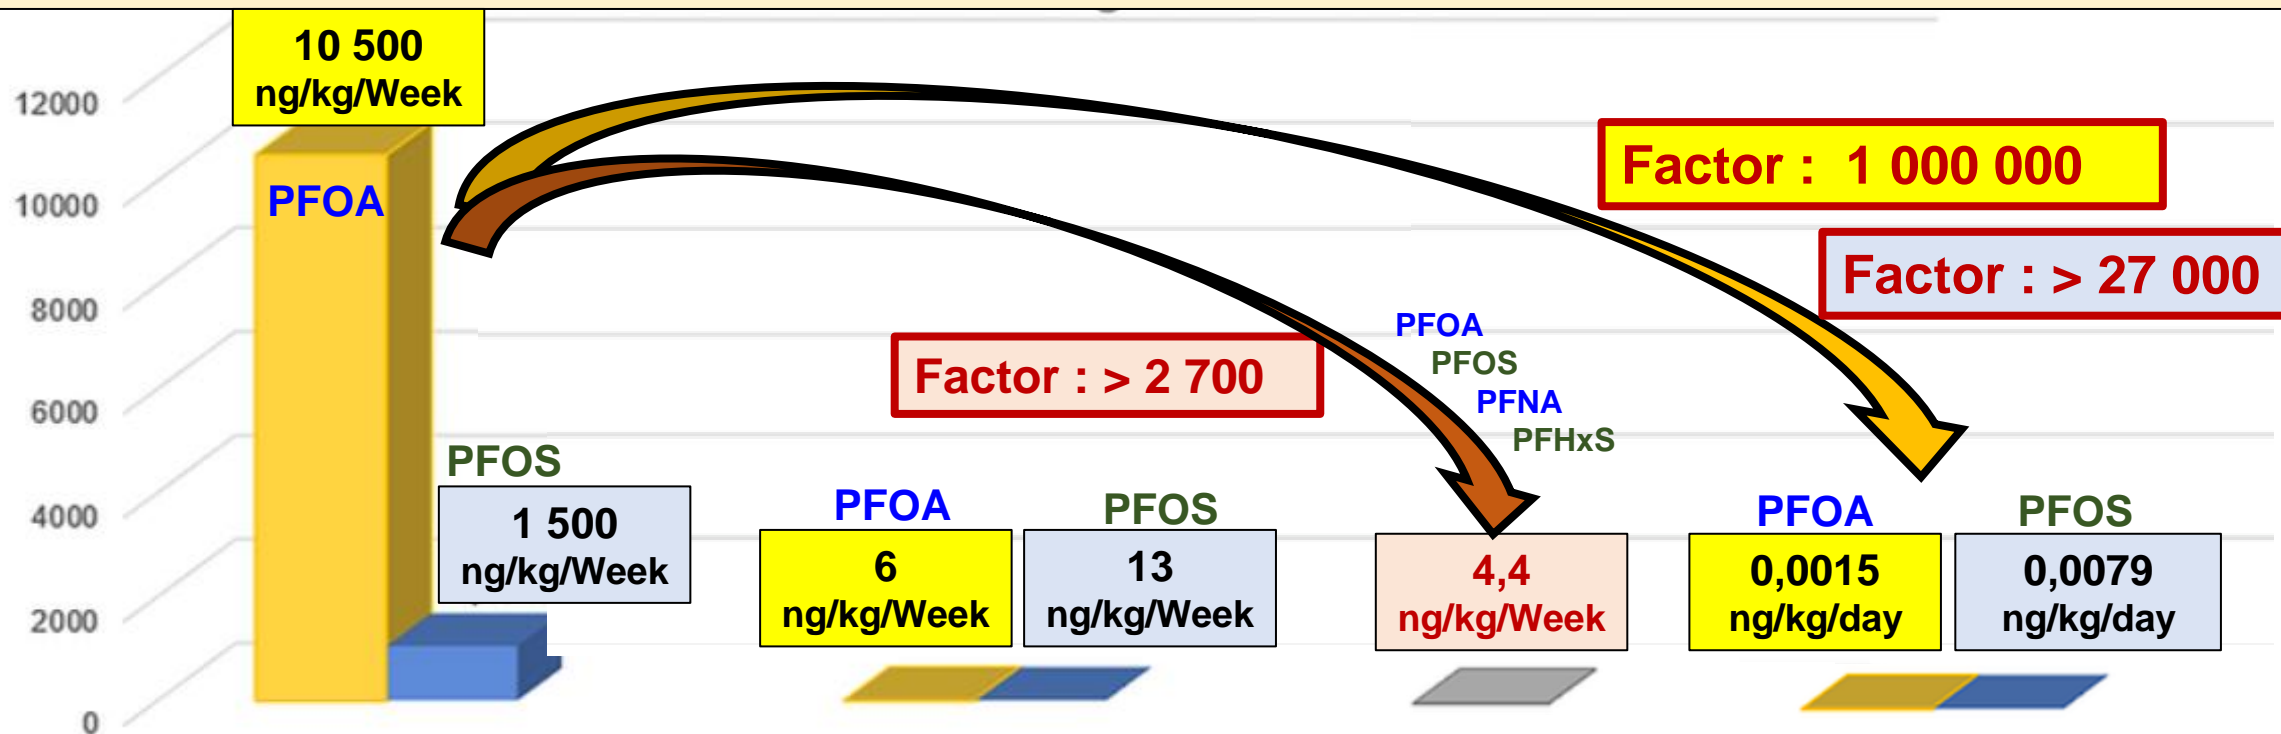 10 500
ng/kg/Week
12000
10000
8000
6000
4000
2000
0
PFOA
PFOS
1 500
ng/kg/Week
PFOA
6
ng/kg/Week
PFOS
13
ng/kg/Week
Factor : > 2 700
PFOA
PFOS
PFNA
PFHxS
4,4
ng/kg/Week
Factor : 1 000 000
Factor : > 27 000
PFOA
0,0015
ng/kg/day
PFOS
0,0079
ng/kg/day